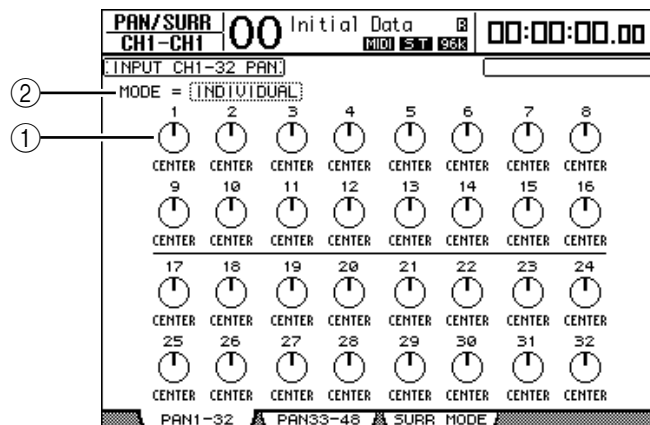 PAN/SURR
CH1-CH1
00 Initial Data R
MIDI S T 96K
00:00:00.00
INPUT CH1-32 PAN
② MODE = INDIVIDUAL
1 2 3 4 5 6 7 8
①
CENTER CENTER CENTER CENTER CENTER CENTER CENTER CENTER
9 10 11 12 13 14 15 16
CENTER CENTER CENTER CENTER CENTER CENTER CENTER CENTER
17 18 19 20 21 22 23 24
CENTER CENTER CENTER CENTER CENTER CENTER CENTER CENTER
25 26 27 28 29 30 31 32
CENTER CENTER CENTER CENTER CENTER CENTER CENTER CENTER
PAN1-32 PAN33-48 SURR MODE